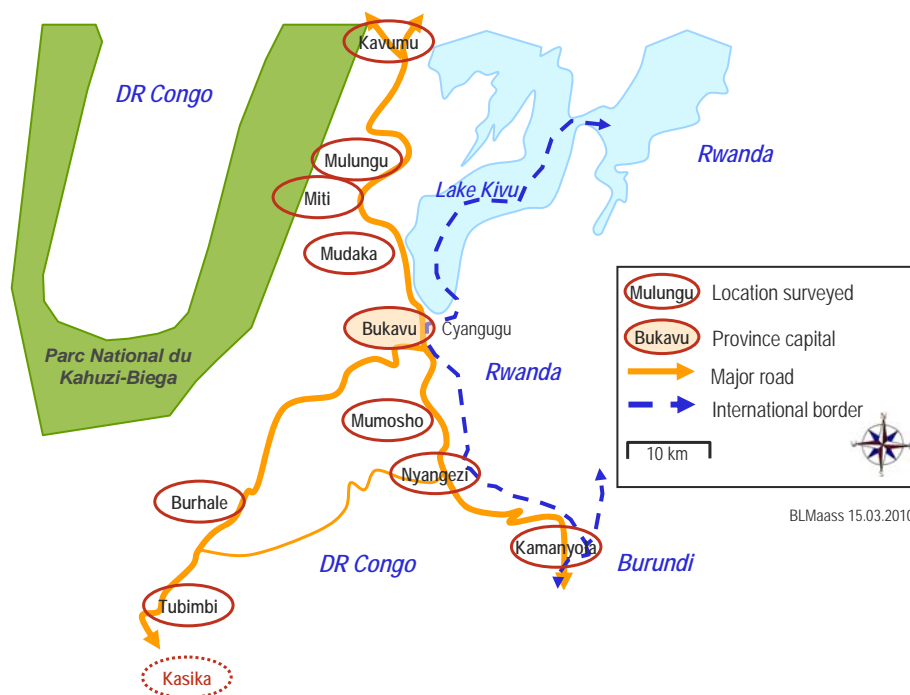 Kavumu
DR Congo
Mulungu
Rwanda
Miti
Lake Kivu
Mudaka
Bukavu
Cyangugu
Parc National du
Kahuzi-Biega
Rwanda
Mumosho
Nyangezi
Burhale
Kamanyola
DR Congo
Burundi
Tubimbi
Kasika
Mulungu Location surveyed
Bukavu Province capital
Major road
International border
10 km
BLMaass 15.03.2010